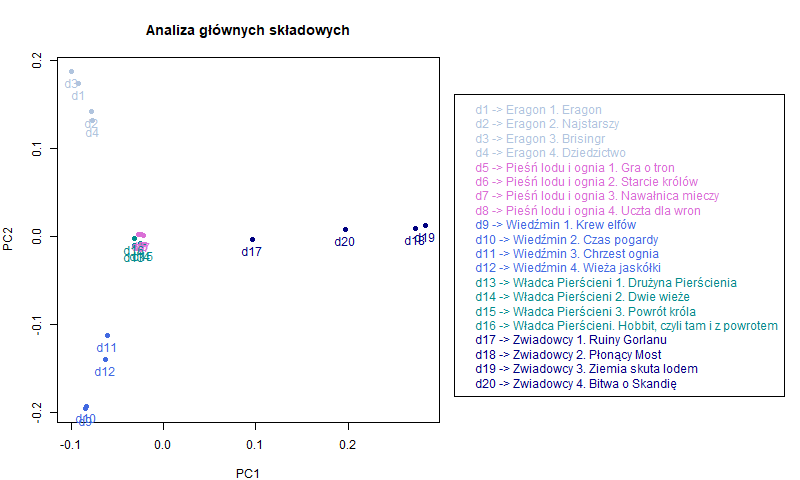 Analiza głównych składowych
0.2
0.1
0.0
-0.1
-0.2
PC2
d3
d1
d2
d4
d17
d20
d18
d19
d11
d12
d10
d9
-0.1
0.0
0.1
0.2
PC1
d1 -> Eragon 1. Eragon
d2 -> Eragon 2. Najstarszy
d3 -> Eragon 3. Brisingr
d4 -> Eragon 4. Dziedzictwo
d5 -> Pieśń lodu i ognia 1. Gra o tron
d6 -> Pieśń lodu i ognia 2. Starcie królów
d7 -> Pieśń lodu i ognia 3. Nawałnica mieczy
d8 -> Pieśń lodu i ognia 4. Uczta dla wron
d9 -> Wiedźmin 1. Krew elfów
d10 -> Wiedźmin 2. Czas pogardy
d11 -> Wiedźmin 3. Chrzest ognia
d12 -> Wiedźmin 4. Wieża jaskółki
d13 -> Władca Pierścieni 1. Drużyna Pierścienia
d14 -> Władca Pierścieni 2. Dwie wieże
d15 -> Władca Pierścieni 3. Powrót króla
d16 -> Władca Pierścieni. Hobbit, czyli tam i z powrotem
d17 -> Zwiadowcy 1. Ruiny Gorlanu
d18 -> Zwiadowcy 2. Płonący Most
d19 -> Zwiadowcy 3. Ziemia skuta lodem
d20 -> Zwiadowcy 4. Bitwa o Skandię